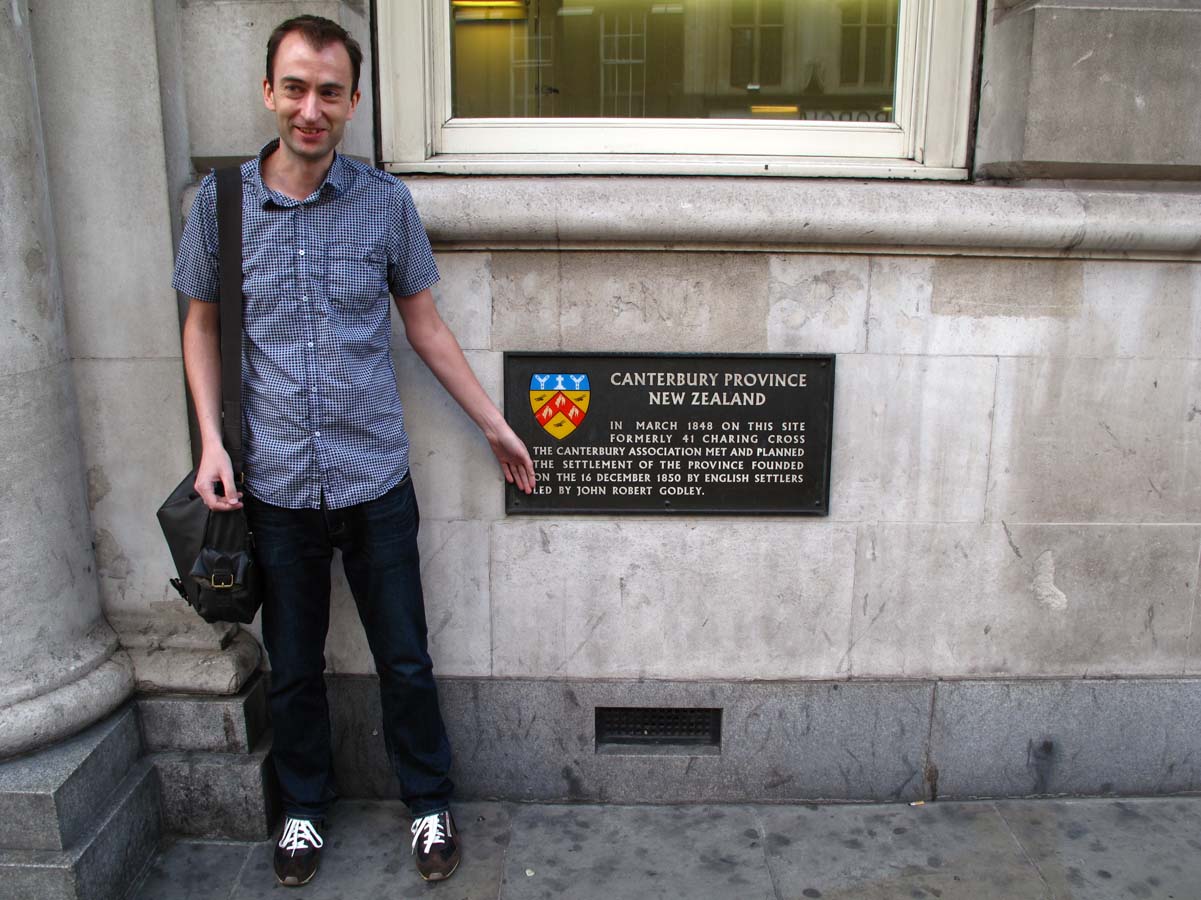 CANTERBURY PROVINCE
NEW ZEALAND
IN MARCH 1848 ON THIS SITE
FORMERLY 41 CHARING CROSS
THE CANTERBURY ASSOCIATION MET AND PLANNED
THE SETTLEMENT OF THE PROVINCE FOUNDED
ON THE 16 DECEMBER 1850 BY ENGLISH SETTLERS
LED BY JOHN ROBERT GODLEY.